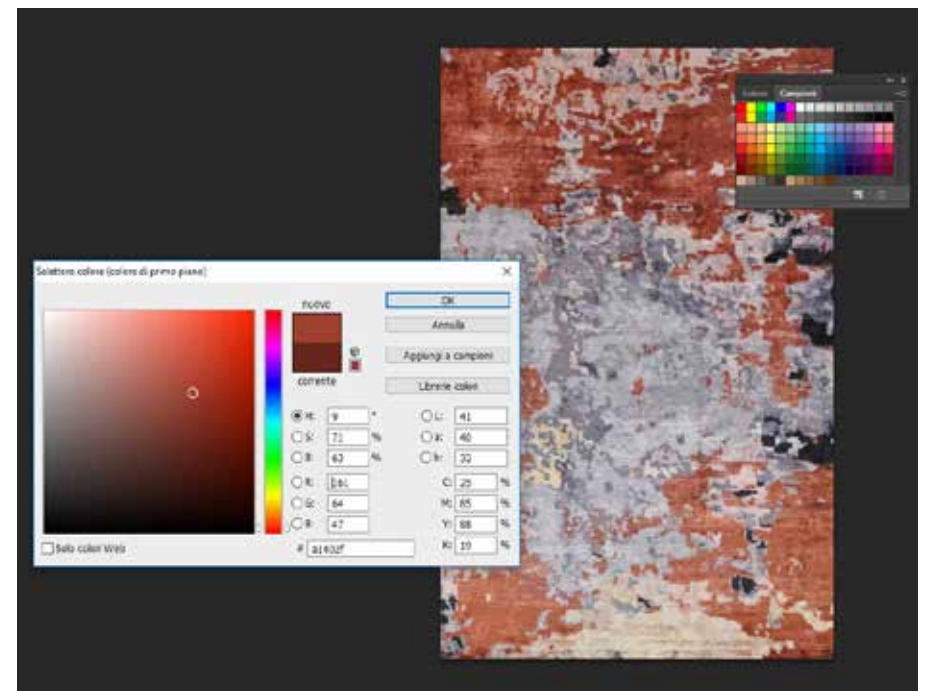 Colore Campioni
Selettore colore (colore di primo piano)
nuovo
OK
Annulla
Aggiungi a campioni
corrente
Librerie colori
H: 9 °
L: 41
S: 71 %
a: 40
B: 63 %
b: 33
R: 161
C: 25 %
G: 64
M: 85 %
B: 47
Y: 88 %
Solo colori Web
# a1402f
K: 19 %